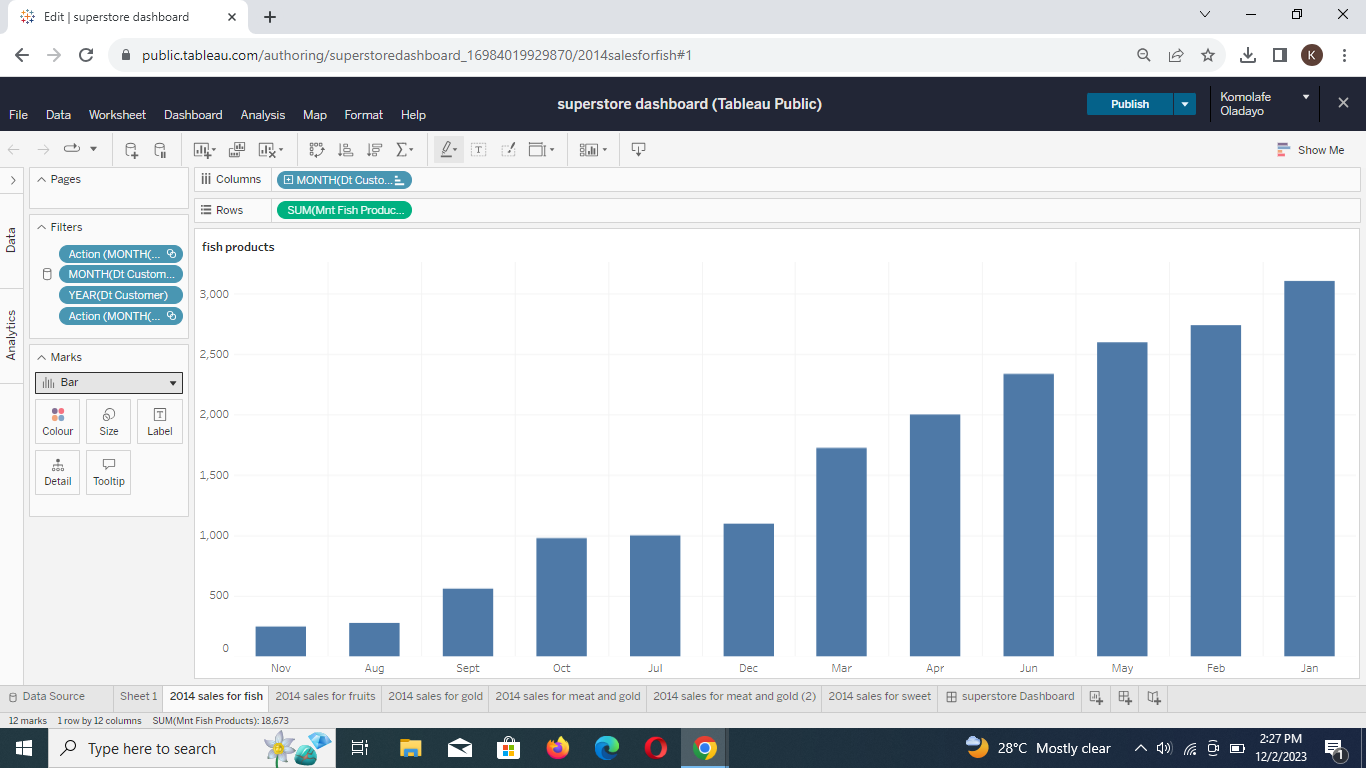 Edit | superstore dashboard
public.tableau.com/authoring/superstoredashboard_16984019929870/2014salesforfish#1
K
superstore dashboard (Tableau Public)
Publish
Komolafe
Oladayo
File Data Worksheet Dashboard Analysis Map Format Help
Show Me
Pages
Columns
MONTH(Dt Custo...
Rows
SUM(Mnt Fish Produc...
Data
Analytics
Filters
Action (MONTH(...
MONTH(Dt Custom...
YEAR(Dt Customer)
Action (MONTH(...
Marks
Bar
Colour Size Label
Detail Tooltip
fish products
3,000
2,500
2,000
1,500
1,000
500
0
Nov Aug Sept Oct Jul Dec Mar Apr Jun May Feb Jan
Data Source Sheet 1 2014 sales for fish 2014 sales for fruits 2014 sales for gold 2014 sales for meat and gold 2014 sales for meat and gold (2) 2014 sales for sweet superstore Dashboard
12 marks 1 row by 12 columns SUM(Mnt Fish Products): 18,673
Type here to search
28°C Mostly clear
2:27 PM
12/2/2023
1